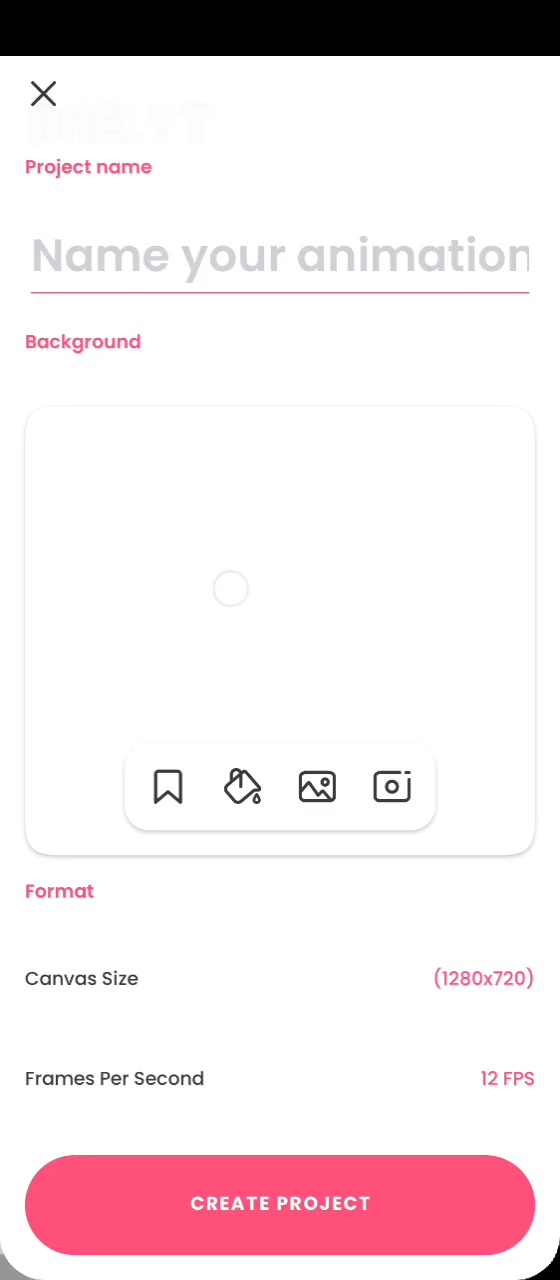 Project name
Name your animation
Background
Format
Canvas Size
(1280x720)
Frames Per Second
12 FPS
CREATE PROJECT